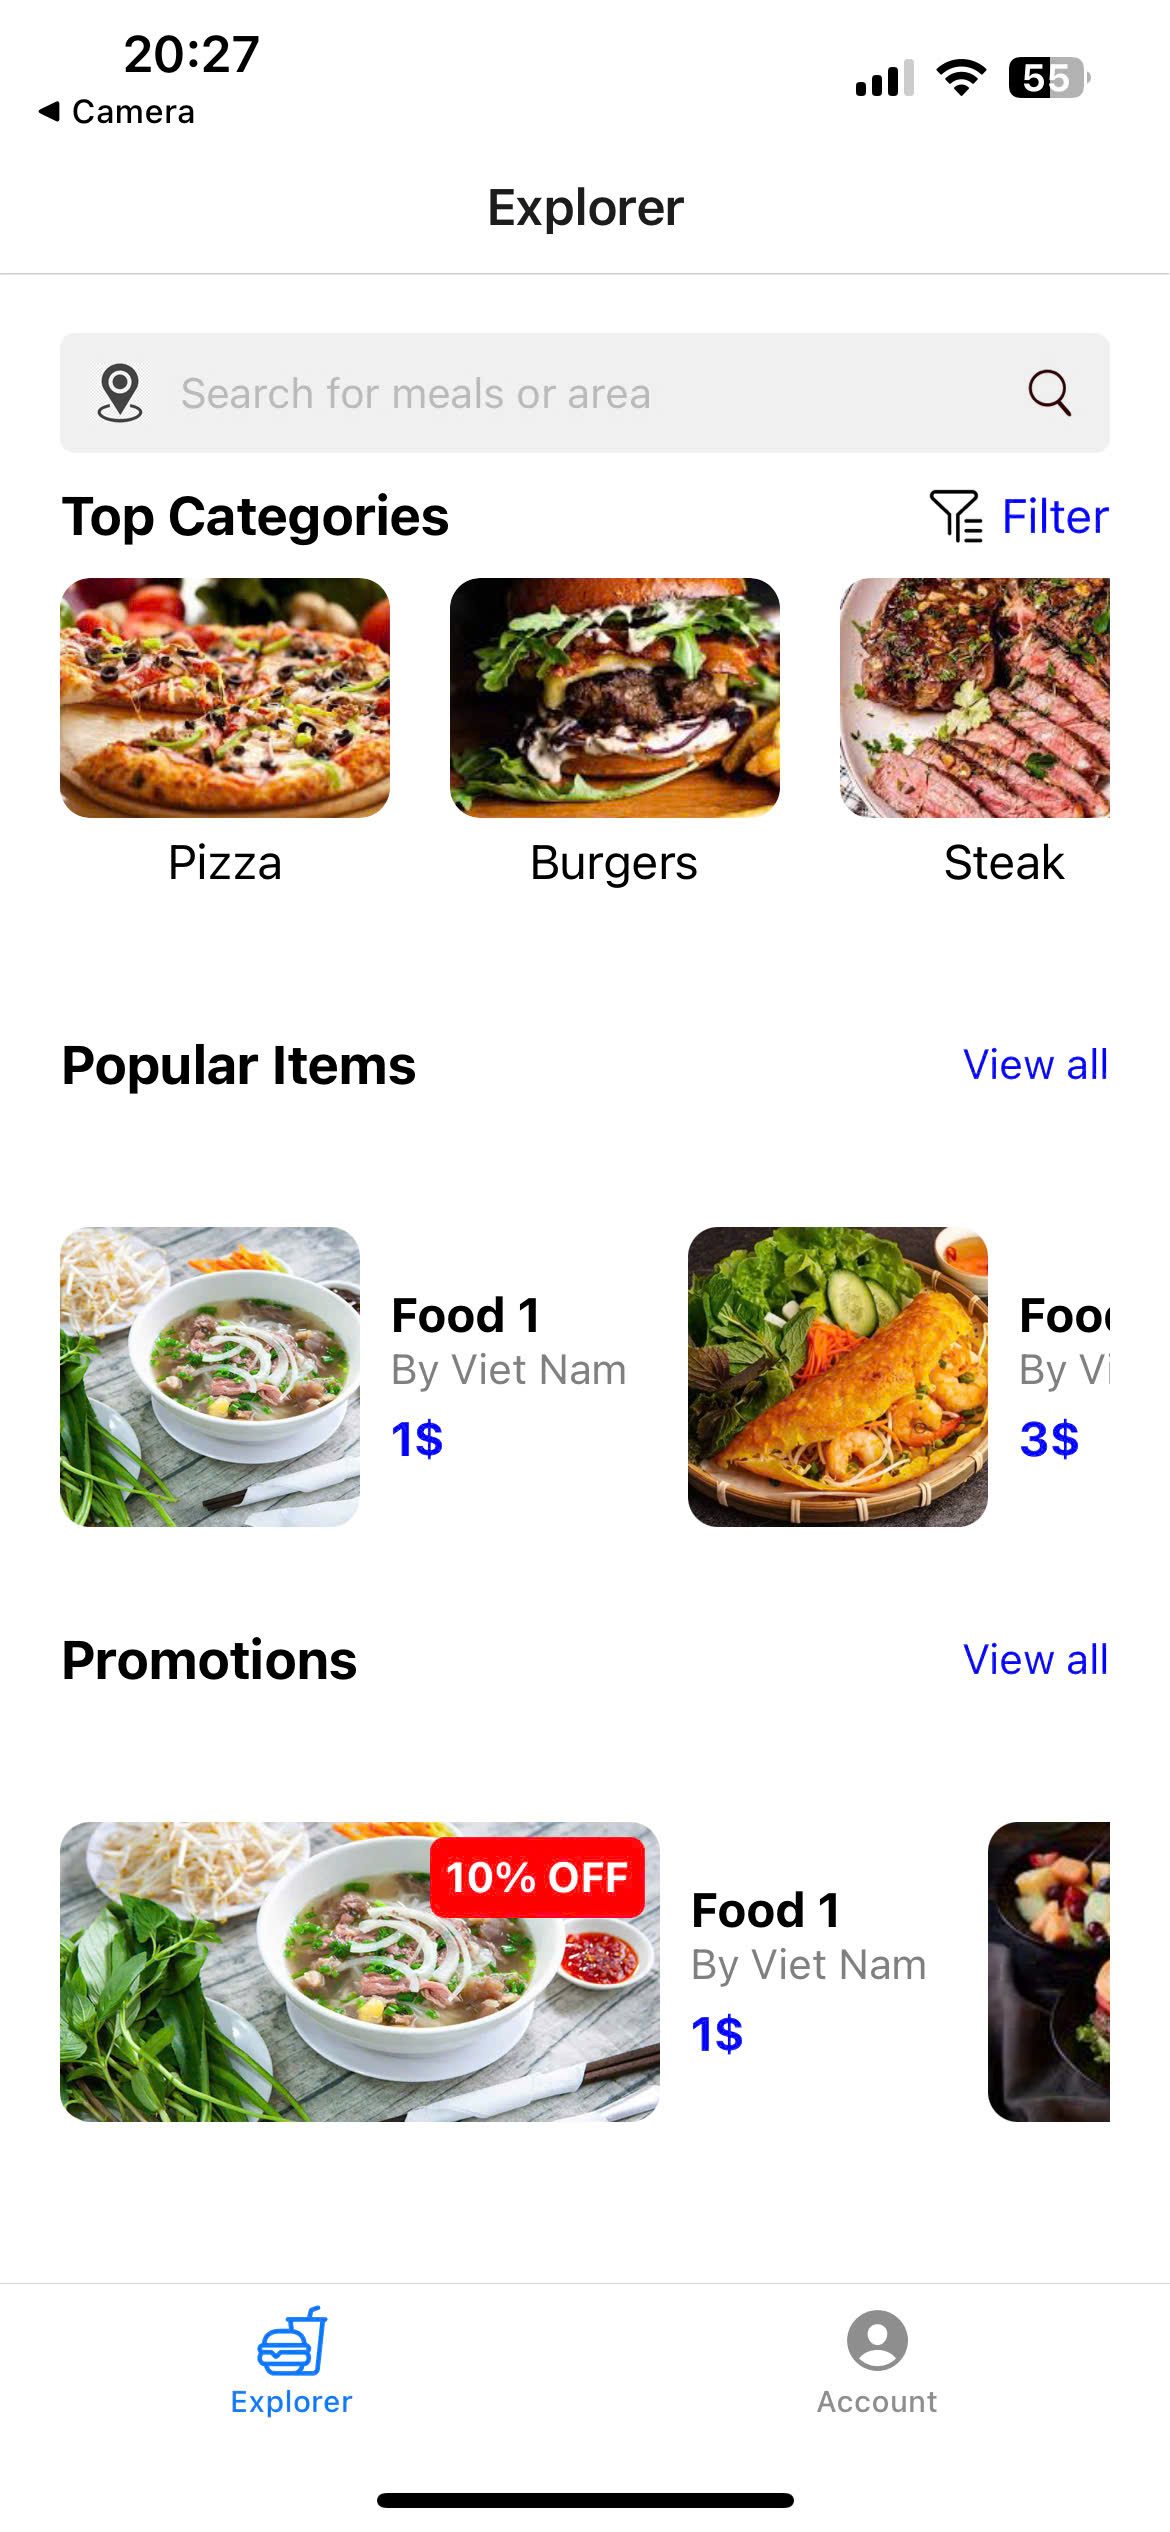 20:27
◀ Camera
55
Explorer
Search for meals or area
Top Categories
Filter
Pizza
Burgers
Steak
Popular Items
View all
Food 1
By Viet Nam
1$
Foo
By Vi
3$
Promotions
View all
10% OFF
Food 1
By Viet Nam
1$
Explorer
Account